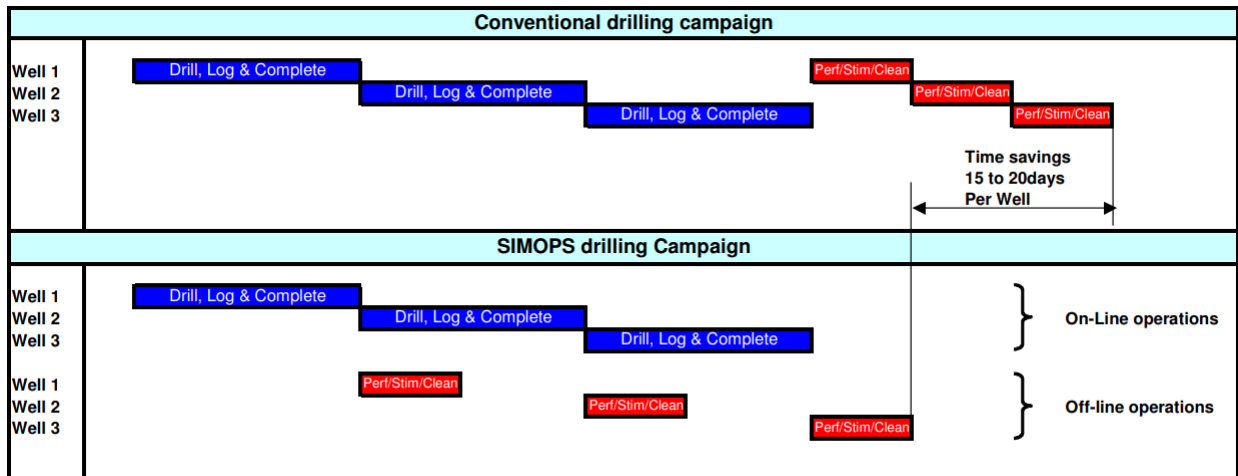 Conventional drilling campaign
Well 1 Drill, Log & Complete Perf/Stim/Clean
Well 2 Drill, Log & Complete Perf/Stim/Clean
Well 3 Drill, Log & Complete Perf/Stim/Clean
Time savings
15 to 20days
Per Well
SIMOPS drilling Campaign
Well 1 Drill, Log & Complete
Well 2 Drill, Log & Complete On-Line operations
Well 3 Drill, Log & Complete
Well 1 Perf/Stim/Clean
Well 2 Perf/Stim/Clean Off-line operations
Well 3 Perf/Stim/Clean